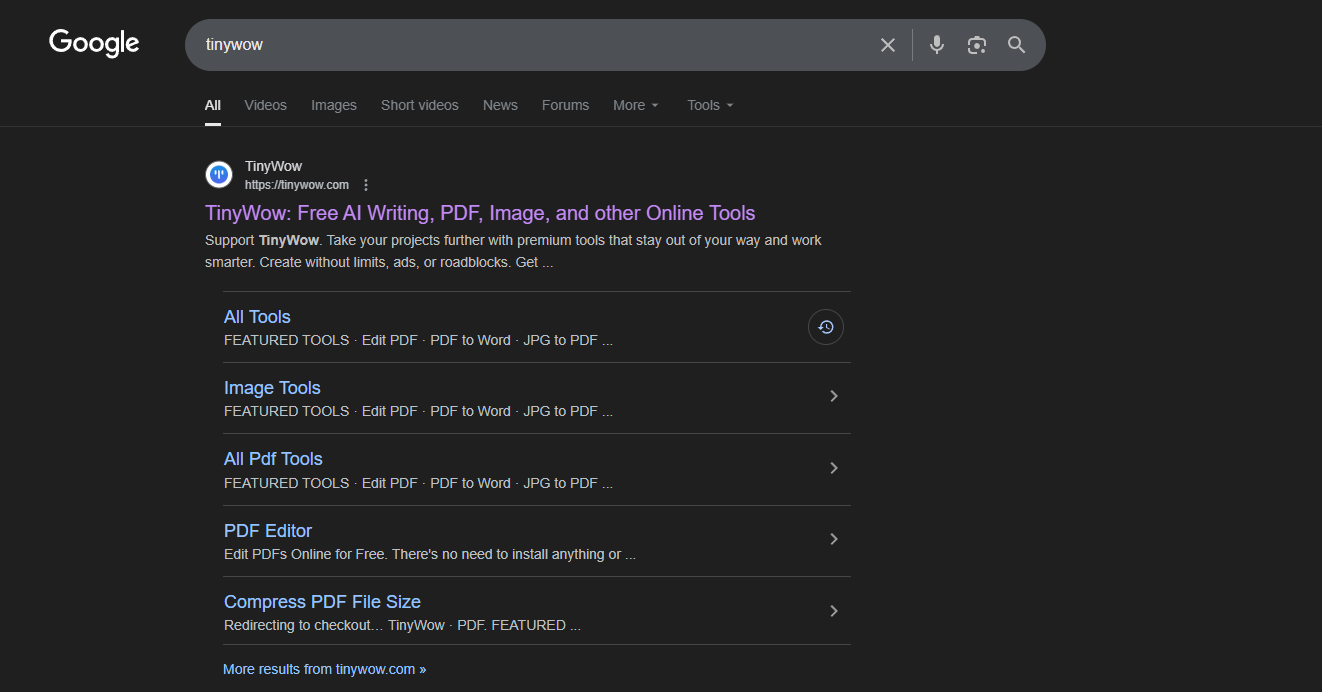 Google
tinywow
All Videos Images Short videos News Forums More Tools
TinyWow
https://tinywow.com
TinyWow: Free AI Writing, PDF, Image, and other Online Tools
Support TinyWow. Take your projects further with premium tools that stay out of your way and work
smarter. Create without limits, ads, or roadblocks. Get ...
All Tools
FEATURED TOOLS · Edit PDF · PDF to Word · JPG to PDF ...
Image Tools
FEATURED TOOLS · Edit PDF · PDF to Word · JPG to PDF ...
All Pdf Tools
FEATURED TOOLS · Edit PDF · PDF to Word · JPG to PDF ...
PDF Editor
Edit PDFs Online for Free. There's no need to install anything or ...
Compress PDF File Size
Redirecting to checkout… TinyWow · PDF. FEATURED ...
More results from tinywow.com »